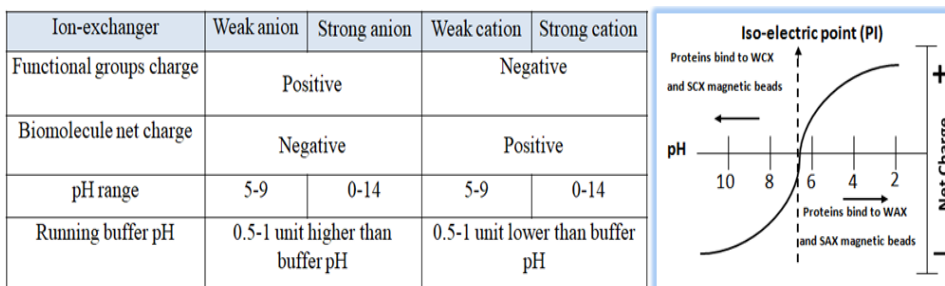 Ion-exchanger Weak anion Strong anion Weak cation Strong cation
Functional groups charge Positive Negative
Biomolecule net charge Negative Positive
pH range 5-9 0-14 5-9 0-14
Running buffer pH 0.5-1 unit higher than
buffer pH 0.5-1 unit lower than buffer
pH
Iso-electric point (PI)
Proteins bind to WCX
and SCX magnetic beads
+
pH
10 8 6 4 2
Net Charge
Proteins bind to WAX
and SAX magnetic beads
–